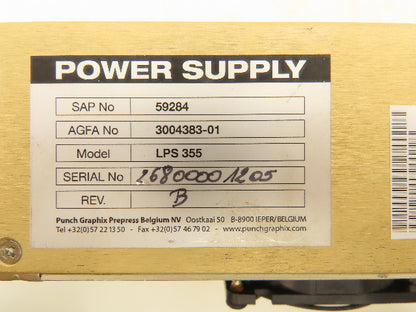 POWER SUPPLY
SAP No 59284
AGFA No 3004383-01
Model LPS 355
SERIAL No 26800001205
REV. B
Punch Graphix Prepress Belgium NV Oostkaai 50 B-8900 IEPER/BELGIUM
Tel +32(0)57 22 13 50 - Fax +32(0)57 46 79 02 - www.punchgraphix.com